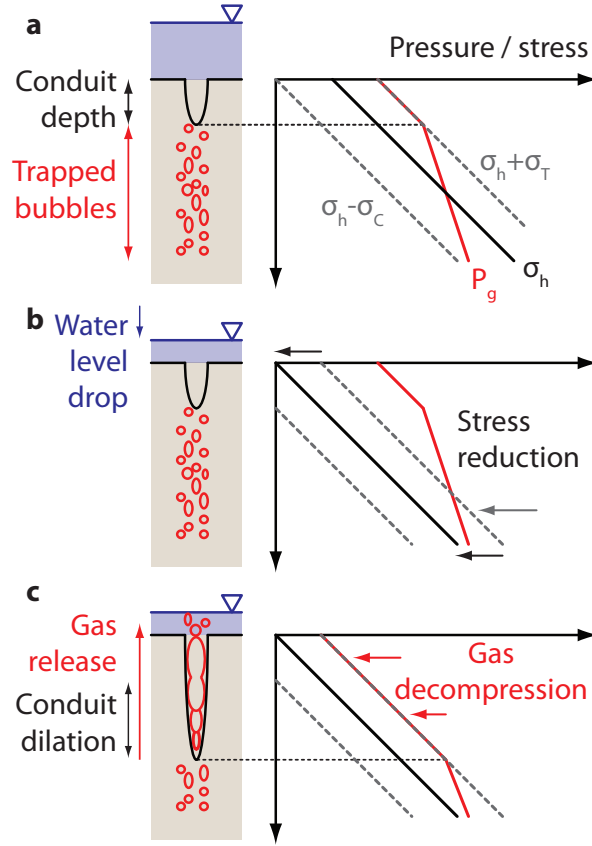 a
Pressure / stress
Conduit
depth
Trapped
bubbles
σh+σT
σh-σC
Pg
σh
b
Water
level
drop
Stress
reduction
c
Gas
release
Conduit
dilation
Gas
decompression